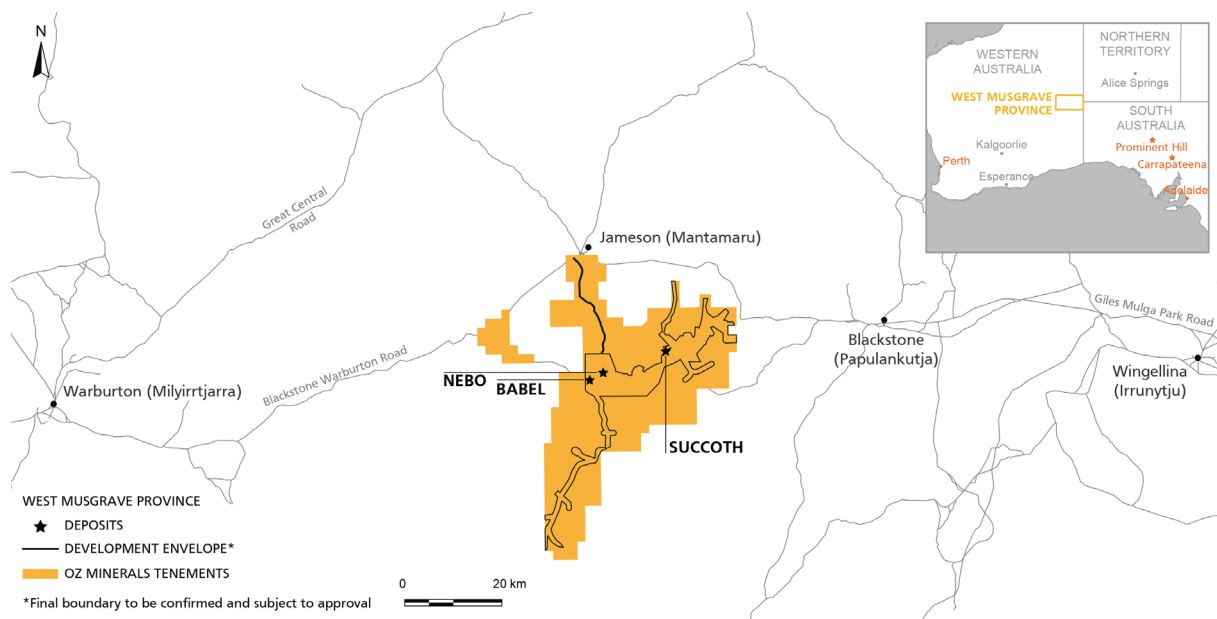 N
WESTERN
AUSTRALIA
NORTHERN
TERRITORY
Alice Springs
WEST MUSGRAVE
PROVINCE
SOUTH
AUSTRALIA
Prominent Hill
Kalgoorlie
Carrapateena
Perth
Esperance
Adelaide
Great Central
Road
Jameson (Mantamaru)
Giles Mulga Park Road
Blackstone
(Papulankutja)
Wingellina
(Irrunytju)
Blackstone Warburton Road
Warburton (Milyirrtjarra)
NEBO
BABEL
SUCCOTH
WEST MUSGRAVE PROVINCE
DEPOSITS
DEVELOPMENT ENVELOPE*
OZ MINERALS TENEMENTS
*Final boundary to be confirmed and subject to approval
0 20 km